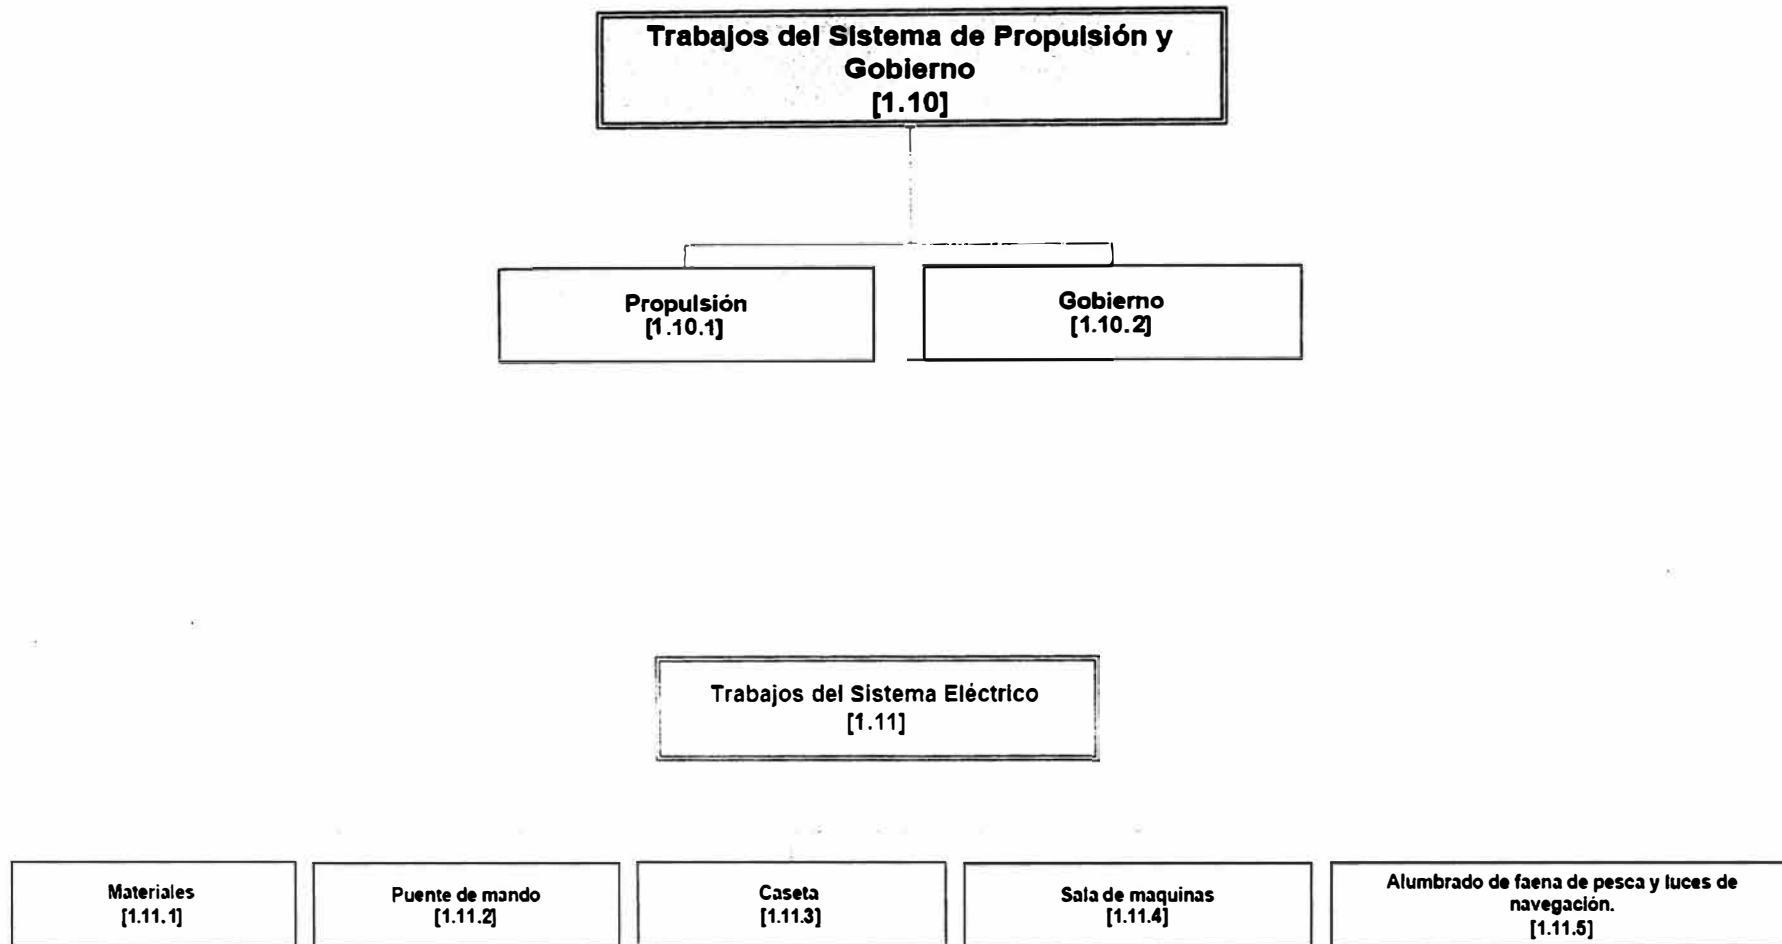 Trabajos del Sistema de Propulsión y
Gobierno
[1.10]
Propulsión
[1.10.1]
Gobierno
[1.10.2]
Trabajos del Sistema Eléctrico
[1.11]
Materiales
[1.11.1]
Puente de mando
[1.11.2]
Caseta
[1.11.3]
Sala de maquinas
[1.11.4]
Alumbrado de faena de pesca y luces de
navegación.
[1.11.5]